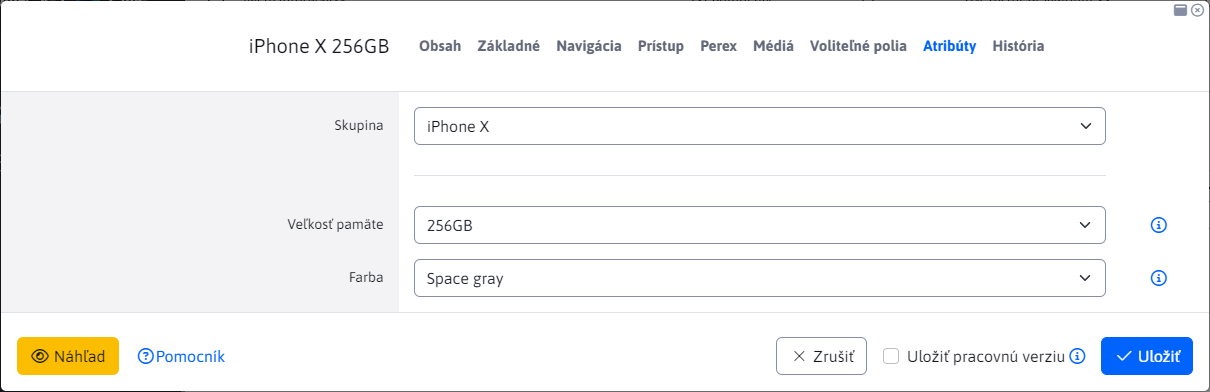 iPhone X 256GB Obsah Základné Navigácia Prístup Perex Médiá Voliteľné polia Atribúty História
Skupina iPhone X
Veľkosť pamäte 256GB
Farba Space gray
Náhľad Pomocník Zrušiť Uložiť pracovnú verziu Uložiť